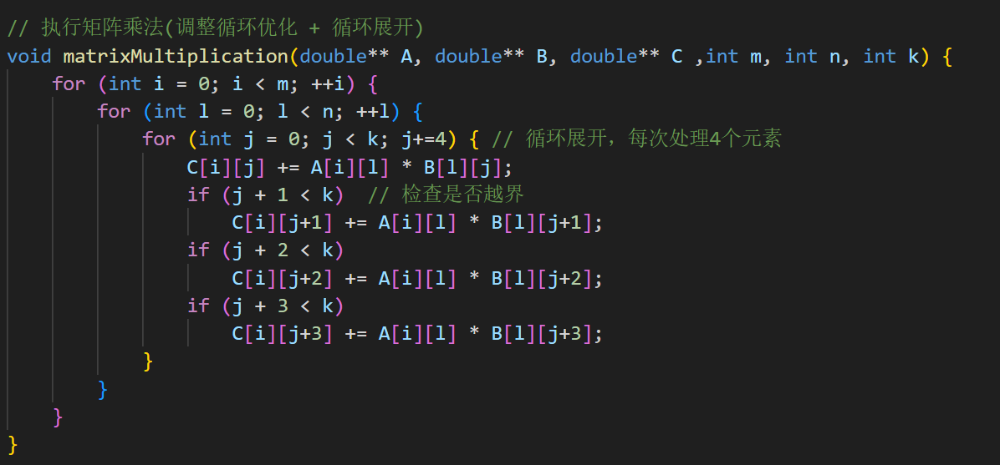 // 执行矩阵乘法(调整循环优化 + 循环展开)
void matrixMultiplication(double** A, double** B, double** C ,int m, int n, int k) {
    for (int i = 0; i < m; ++i) {
        for (int l = 0; l < n; ++l) {
            for (int j = 0; j < k; j+=4) { // 循环展开，每次处理4个元素
                C[i][j] += A[i][l] * B[l][j];
                if (j + 1 < k)  // 检查是否越界
                    C[i][j+1] += A[i][l] * B[l][j+1];
                if (j + 2 < k)
                    C[i][j+2] += A[i][l] * B[l][j+2];
                if (j + 3 < k)
                    C[i][j+3] += A[i][l] * B[l][j+3];
            }
        }
    }
}